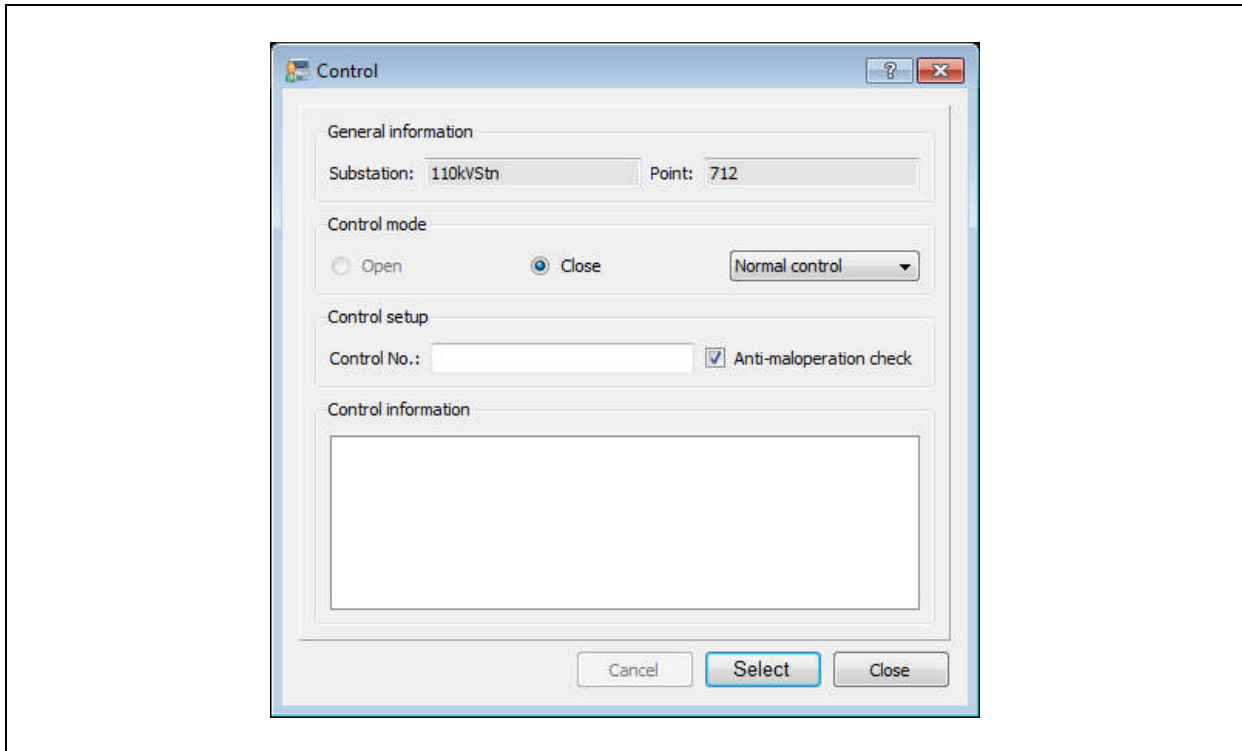 Control
General information
Substation: 110kVStn Point: 712
Control mode
Open Close Normal control
Control setup
Control No.: Anti-maloperation check
Control information
Cancel Select Close